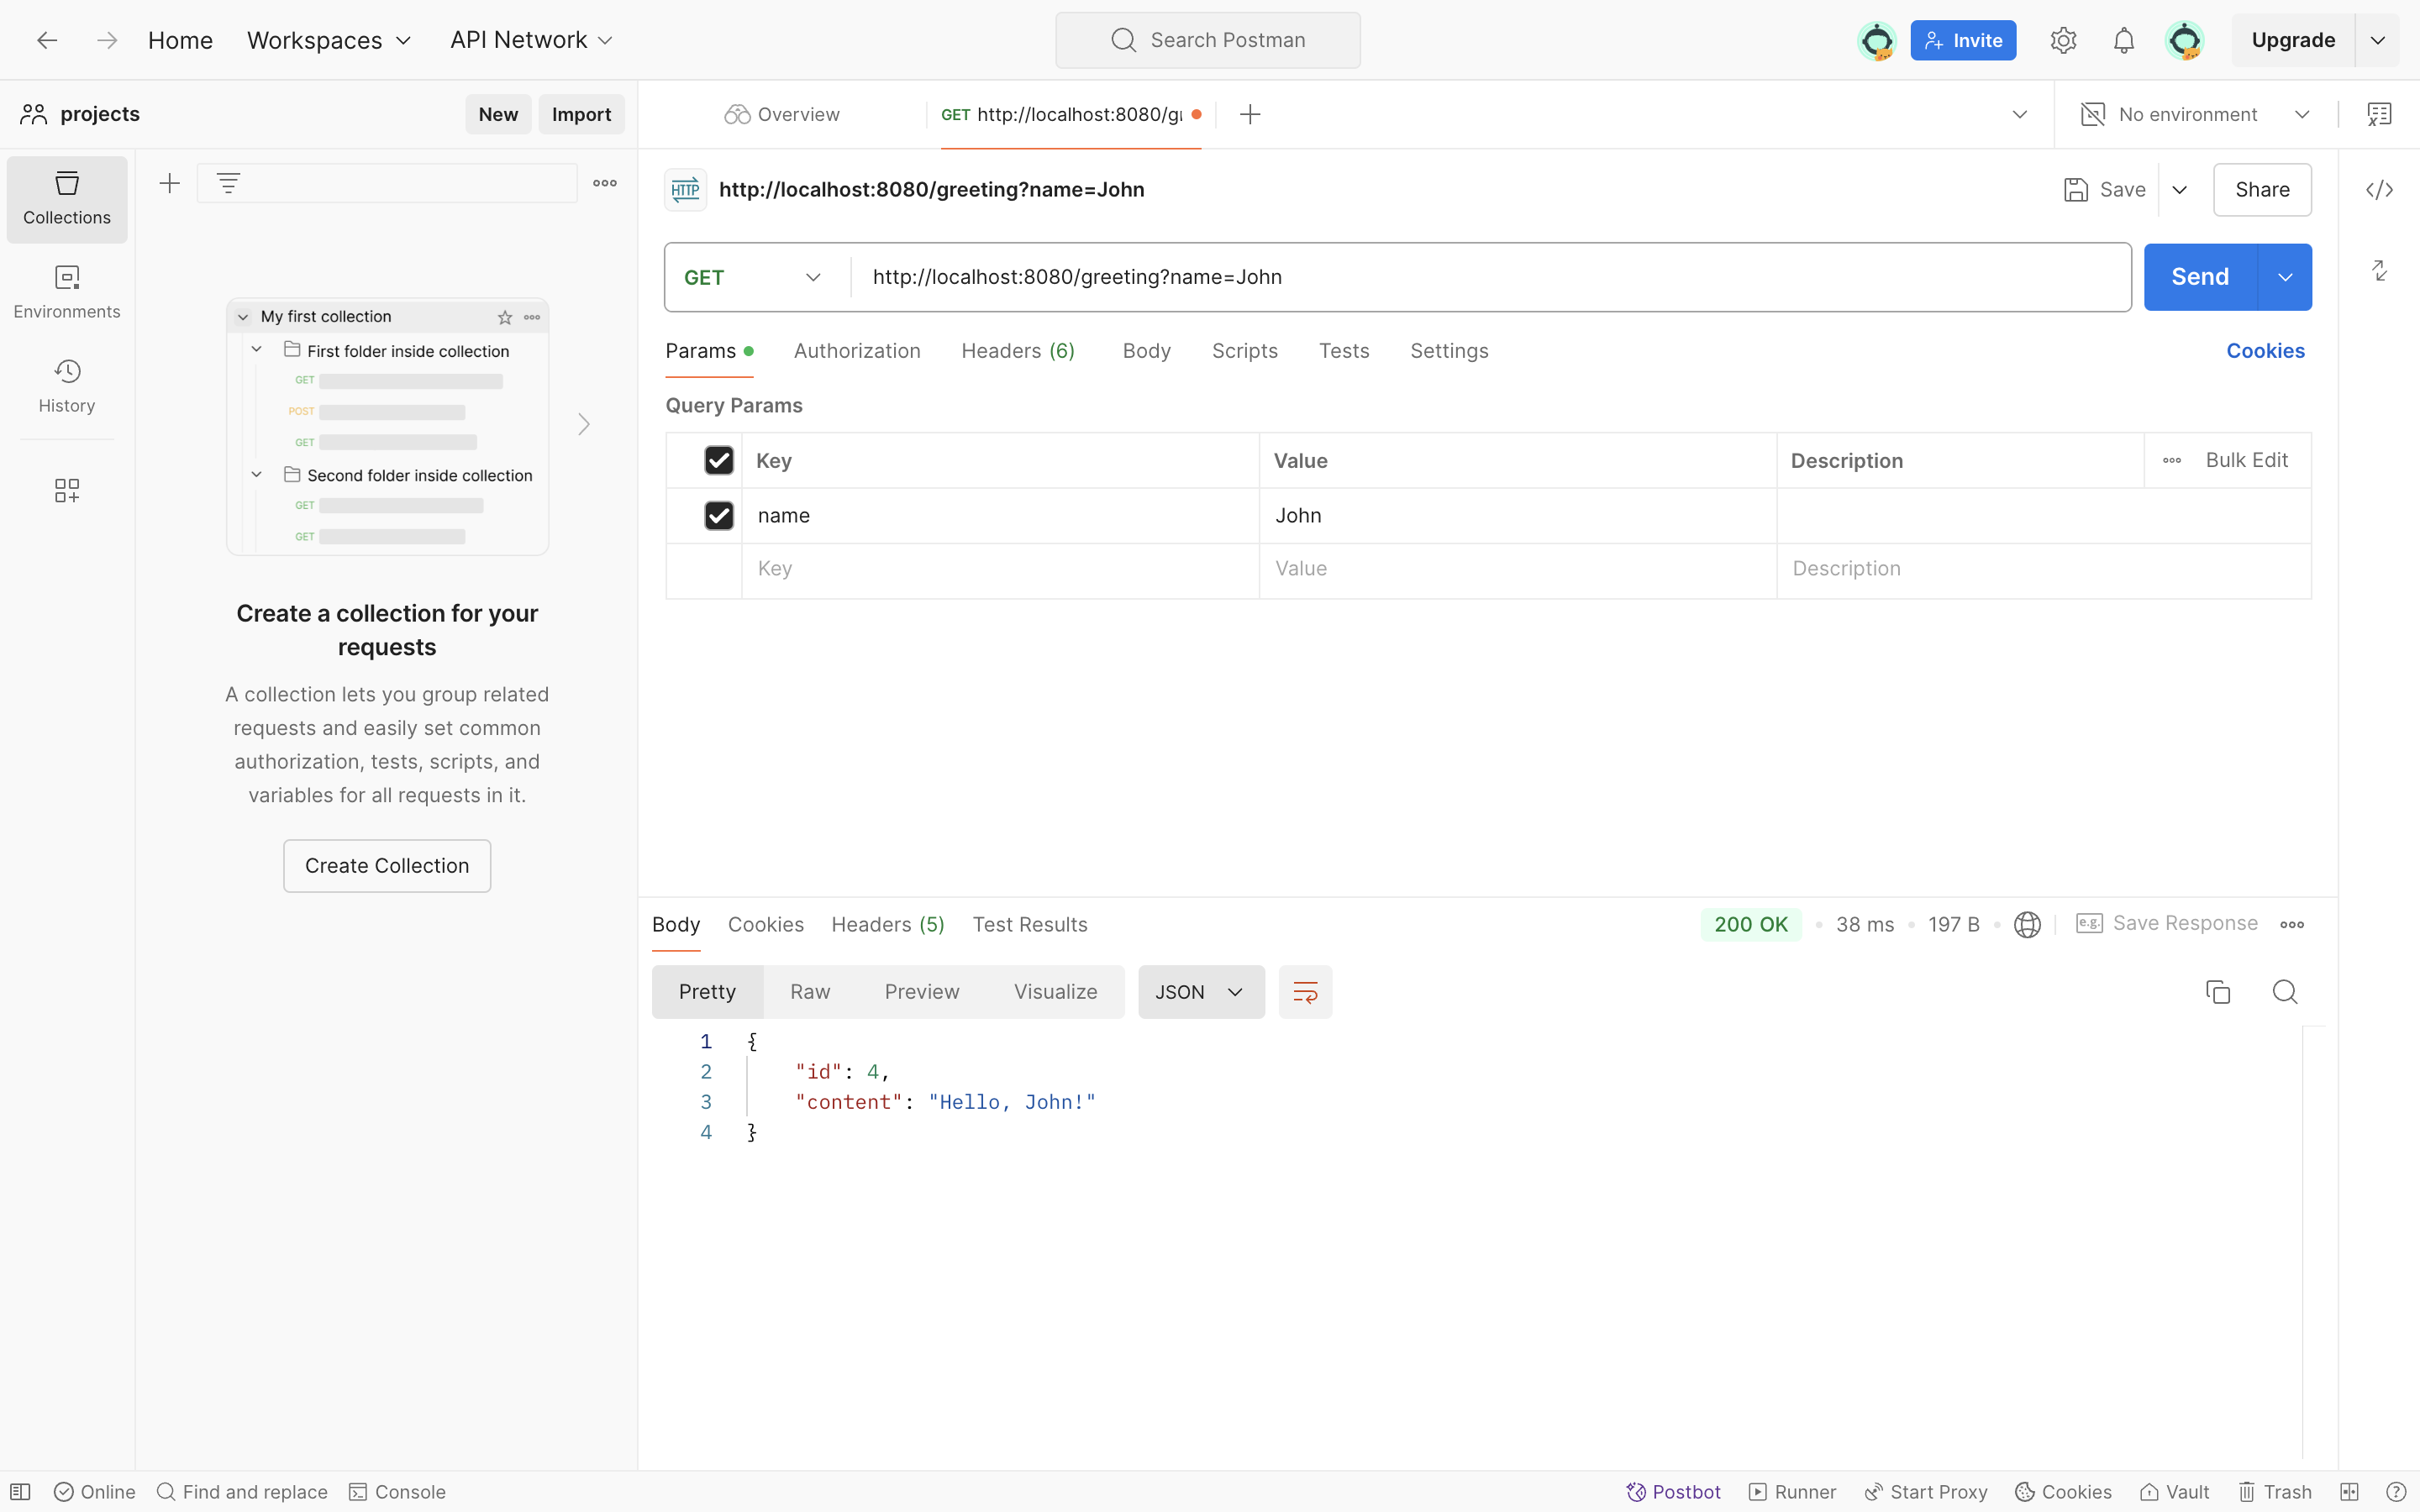 Home Workspaces API Network Search Postman Invite Upgrade
projects New Import Overview GET http://localhost:8080/g No environment
Collections
Environments
History
My first collection
First folder inside collection
GET
POST
GET
Second folder inside collection
GET
GET
Create a collection for your
requests
A collection lets you group related
requests and easily set common
authorization, tests, scripts, and
variables for all requests in it.
Create Collection
HTTP http://localhost:8080/greeting?name=John Save Share
GET http://localhost:8080/greeting?name=John Send
Params Authorization Headers (6) Body Scripts Tests Settings Cookies
Query Params
Key Value Description Bulk Edit
name John
Key Value Description
Body Cookies Headers (5) Test Results 200 OK 38 ms 197 B e.g. Save Response
Pretty Raw Preview Visualize JSON
1 {
2 "id": 4,
3 "content": "Hello, John!"
4 }
Online Find and replace Console Postbot Runner Start Proxy Cookies Vault Trash